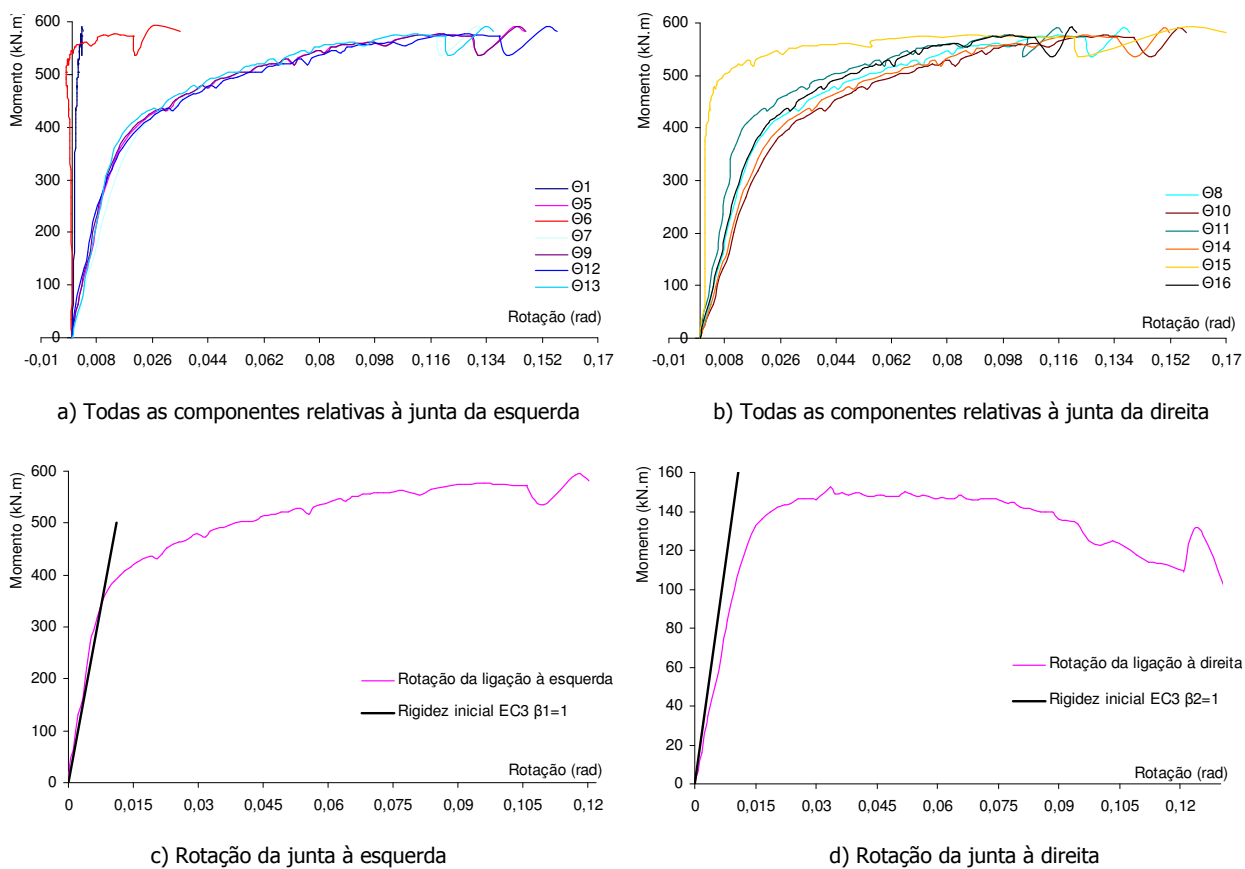 Momento (kN.m)
600
500
400
300
200
100
0
Θ1
Θ5
Θ6
Θ7
Θ9
Θ12
Θ13
Rotação (rad)
-0,01 0,008 0,026 0,044 0,062 0,08 0,098 0,116 0,134 0,152 0,17
a) Todas as componentes relativas à junta da esquerda
Momento (kN.m)
600
500
400
300
200
100
0
Θ8
Θ10
Θ11
Θ14
Θ15
Θ16
Rotação (rad)
-0,01 0,008 0,026 0,044 0,062 0,08 0,098 0,116 0,134 0,152 0,17
b) Todas as componentes relativas à junta da direita
Momento (kN.m)
600
500
400
300
200
100
0
Rotação da ligação à esquerda
Rigidez inicial EC3 β1=1
Rotação (rad)
0 0,015 0,03 0,045 0,06 0,075 0,09 0,105 0,12
c) Rotação da junta à esquerda
Momento (kN.m)
160
140
120
100
80
60
40
20
0
Rotação da ligação à direita
Rigidez inicial EC3 β2=1
Rotação (rad)
0 0,015 0,03 0,045 0,06 0,075 0,09 0,105 0,12
d) Rotação da junta à direita